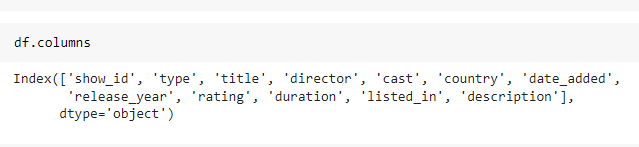 df.columns
Index(['show_id', 'type', 'title', 'director', 'cast', 'country', 'date_added',
'release_year', 'rating', 'duration', 'listed_in', 'description'],
dtype='object')